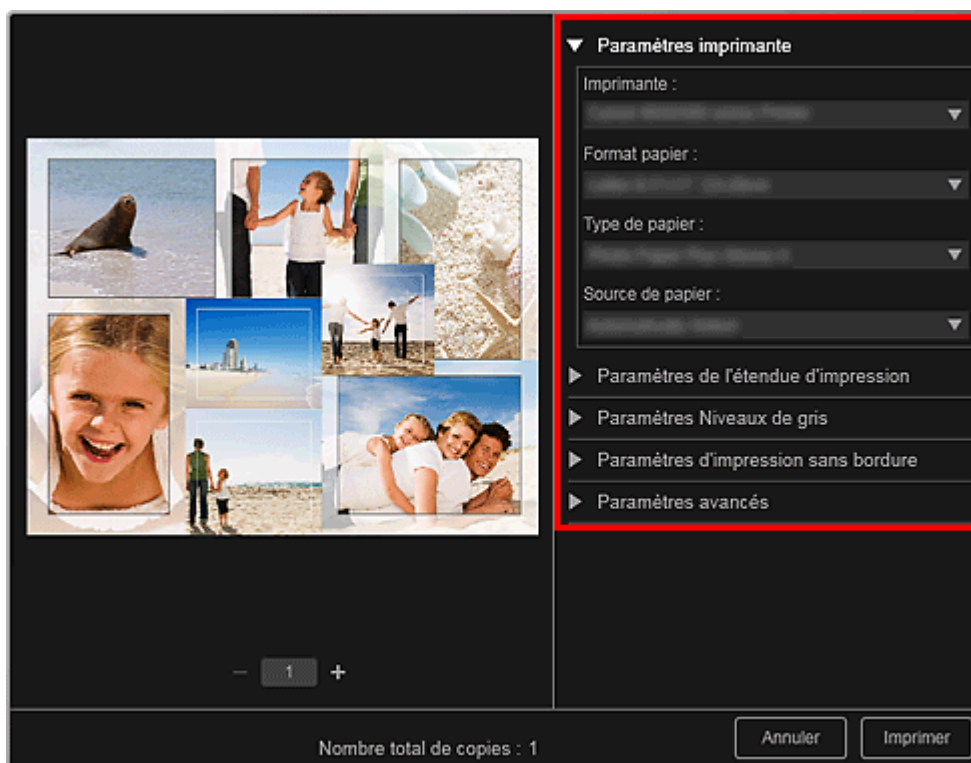 Paramètres imprimante
Imprimante :
Format papier :
Type de papier :
Source de papier :
Paramètres de l'étendue d'impression
Paramètres Niveaux de gris
Paramètres d'impression sans bordure
Paramètres avancés
1
Nombre total de copies : 1
Annuler
Imprimer